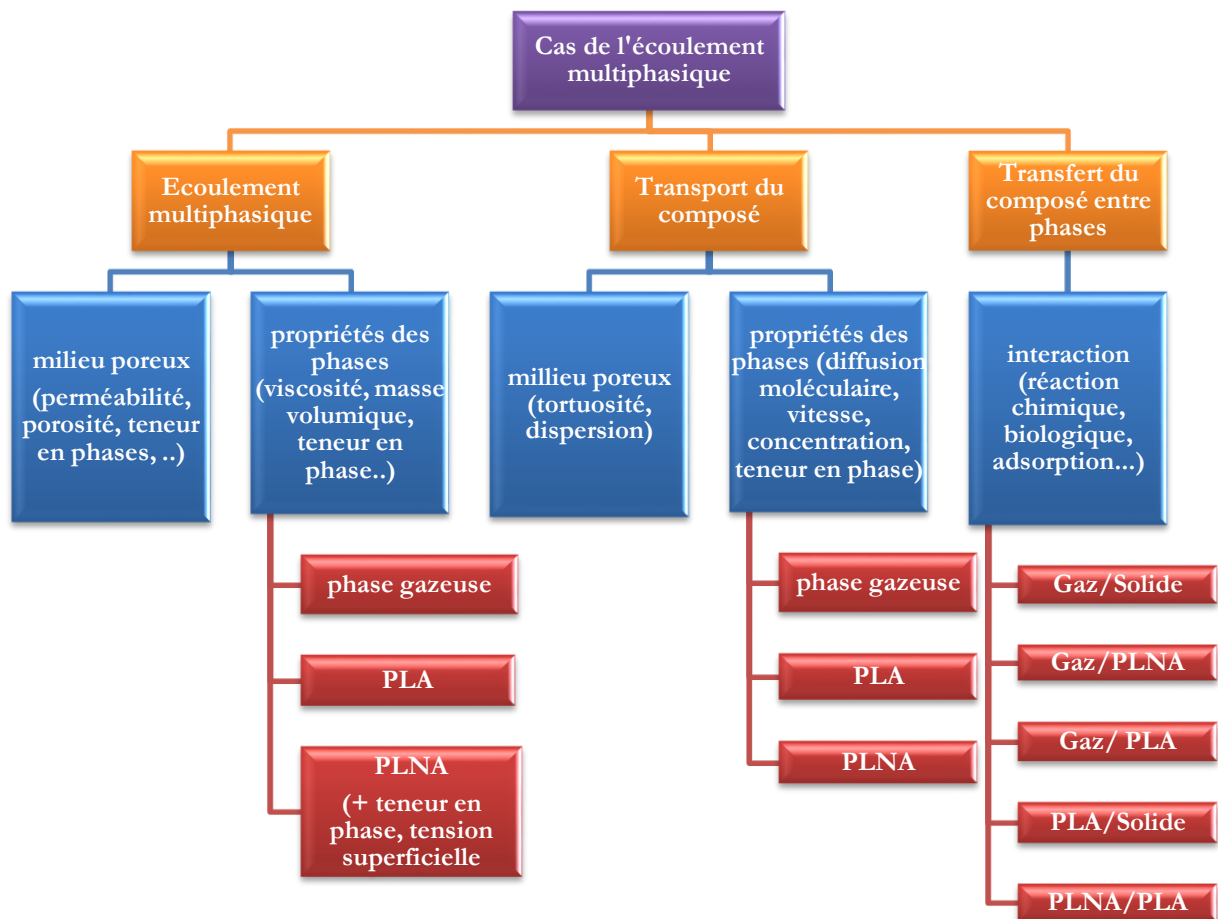 Cas de l'écoulement
multiphasique
Ecoulement
multiphasique
Transport du
composé
Transfert du
composé entre
phases
milieu poreux
(perméabilité,
porosité, teneur
en phases, ..)
propriétés des
phases
(viscosité, masse
volumique,
teneur en
phase..)
millieu poreux
(tortuosité,
dispersion)
propriétés des
phases (diffusion
moléculaire,
vitesse,
concentration,
teneur en phase)
interaction
(réaction
chimique,
biologique,
adsorption...)
phase gazeuse
PLA
PLNA
(+ teneur en
phase, tension
superficielle
phase gazeuse
PLA
PLNA
Gaz/Solide
Gaz/PLNA
Gaz/ PLA
PLA/Solide
PLNA/PLA